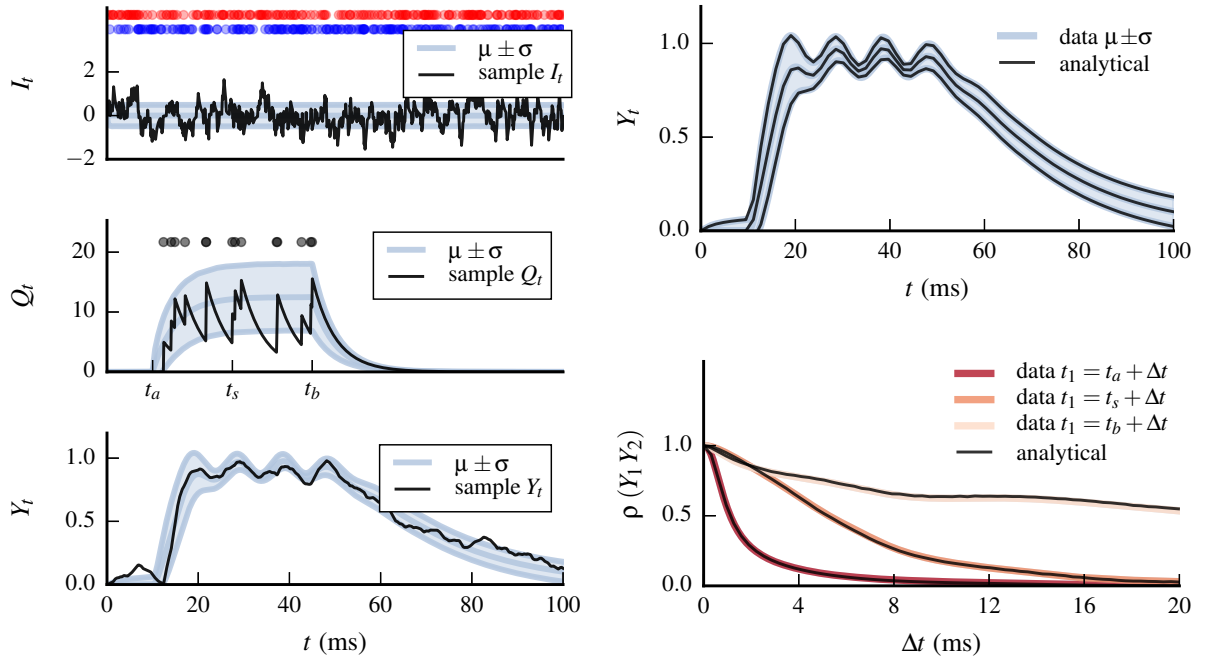 I_t
2
0
−2
μ ± σ
sample I_t
Q_t
20
10
0
t_a
t_s
t_b
μ ± σ
sample Q_t
Y_t
1.0
0.5
0.0
0
20
40
60
80
100
t (ms)
μ ± σ
sample Y_t
Y_t
1.0
0.5
0.0
0
20
40
60
80
100
t (ms)
data μ±σ
analytical
ρ (Y_1 Y_2)
1.0
0.5
0.0
0
4
8
12
16
20
Δt (ms)
data t_1 = t_a + Δt
data t_1 = t_s + Δt
data t_1 = t_b + Δt
analytical